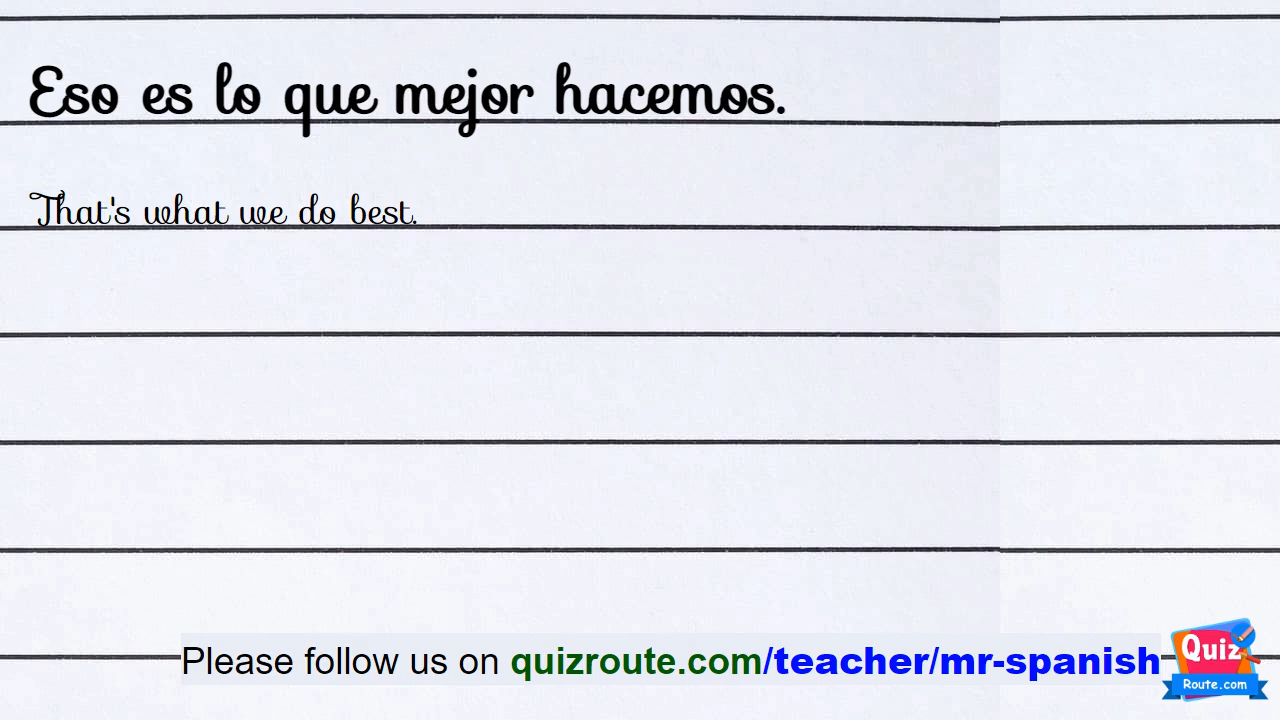 Eso es lo que mejor hacemos.
That's what we do best.
Please follow us on quizroute.com/teacher/mr-spanish
Quiz
Route.com